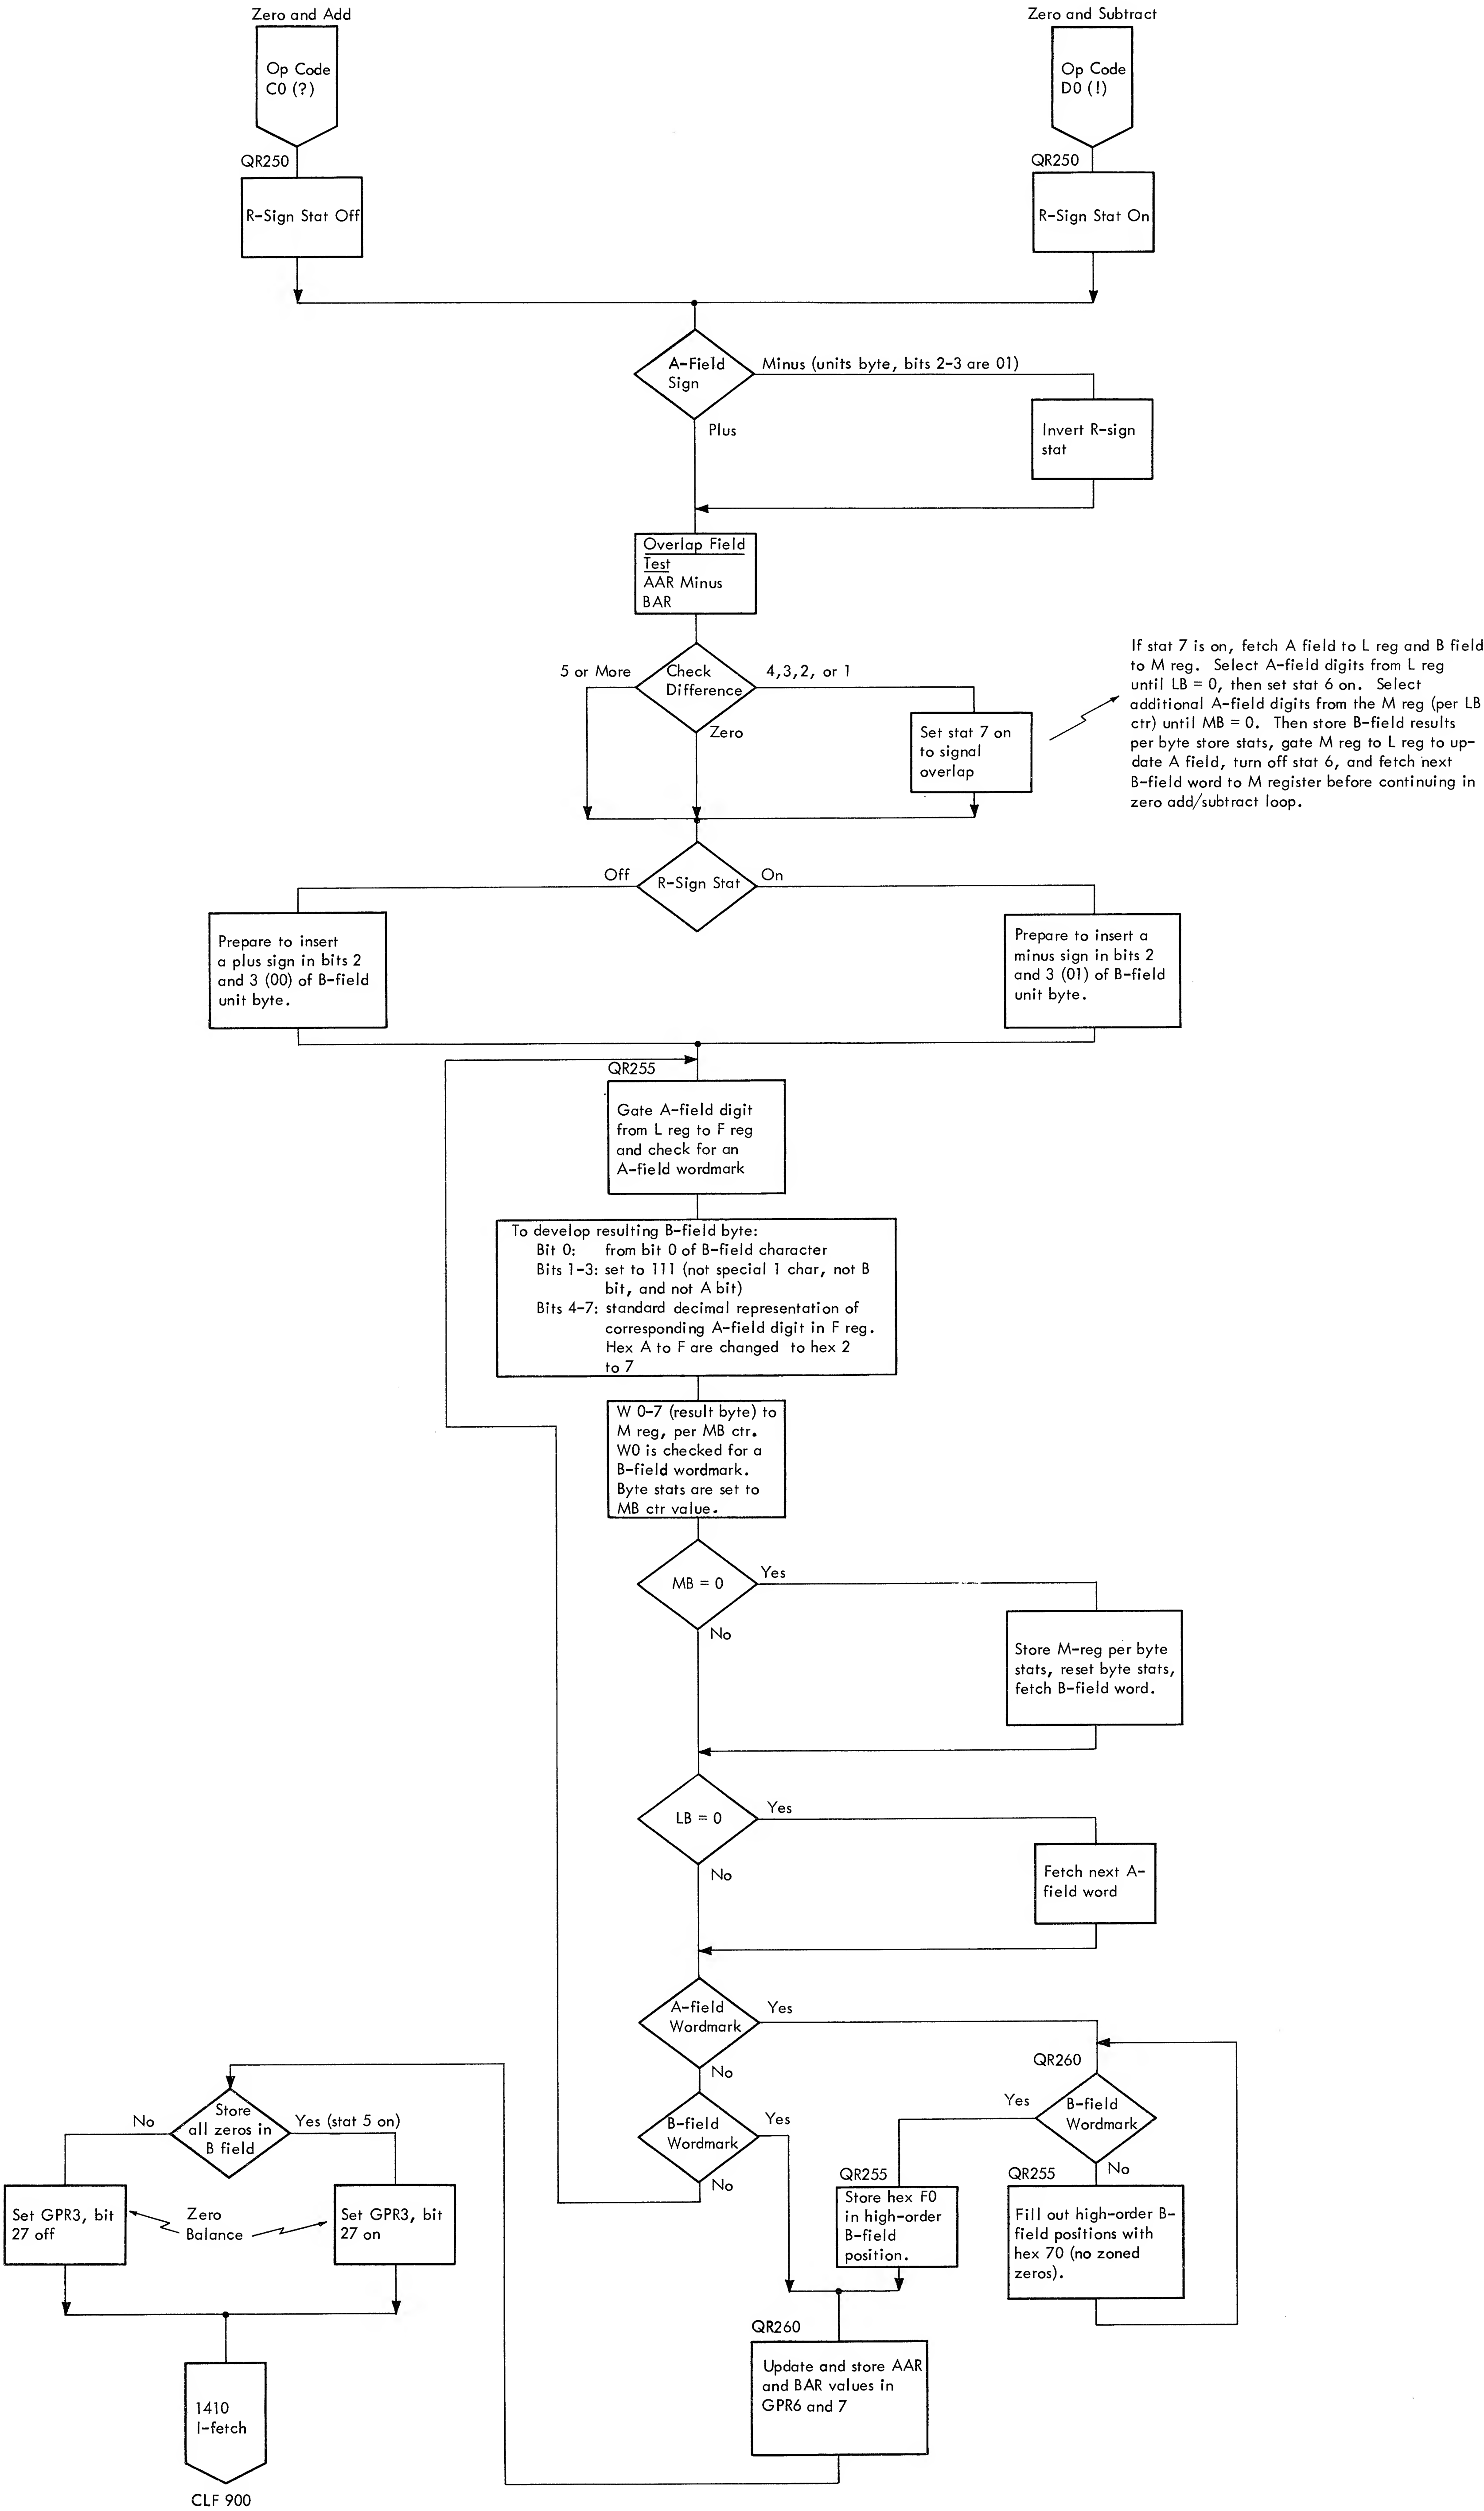 Zero and Add
Zero and Subtract
Op Code
C0 (?)
Op Code
D0 (!)
QR250
QR250
R-Sign Stat Off
R-Sign Stat On
A-Field
Sign
Minus (units byte, bits 2-3 are 01)
Plus
Invert R-sign
stat
Overlap Field
Test
AAR Minus
BAR
5 or More
Check
Difference
4,3,2, or 1
Zero
Set stat 7 on
to signal
overlap
If stat 7 is on, fetch A field to L reg and B field
to M reg. Select A-field digits from L reg
until LB = 0, then set stat 6 on. Select
additional A-field digits from the M reg (per LB
ctr) until MB = 0. Then store B-field results
per byte store stats, gate M reg to L reg to up-
date A field, turn off stat 6, and fetch next
B-field word to M register before continuing in
zero add/subtract loop.
Off
R-Sign Stat
On
Prepare to insert
a plus sign in bits 2
and 3 (00) of B-field
unit byte.
Prepare to insert a
minus sign in bits 2
and 3 (01) of B-field
unit byte.
QR255
Gate A-field digit
from L reg to F reg
and check for an
A-field wordmark
To develop resulting B-field byte:
Bit 0: from bit 0 of B-field character
Bits 1-3: set to 111 (not special 1 char, not B
bit, and not A bit)
Bits 4-7: standard decimal representation of
corresponding A-field digit in F reg.
Hex A to F are changed to hex 2
to 7
W 0-7 (result byte) to
M reg, per MB ctr.
W0 is checked for a
B-field wordmark.
Byte stats are set to
MB ctr value.
MB = 0
Yes
No
Store M-reg per byte
stats, reset byte stats,
fetch B-field word.
LB = 0
Yes
No
Fetch next A-
field word
A-field
Wordmark
Yes
No
QR260
B-field
Wordmark
Yes
No
B-field
Wordmark
Yes
No
QR255
Store hex F0
in high-order
B-field
position.
QR255
Fill out high-order B-
field positions with
hex 70 (no zoned
zeros).
Store
all zeros in
B field
No
Yes (stat 5 on)
Set GPR3, bit
27 off
Zero
Balance
Set GPR3, bit
27 on
QR260
Update and store AAR
and BAR values in
GPR6 and 7
1410
I-fetch
CLF 900